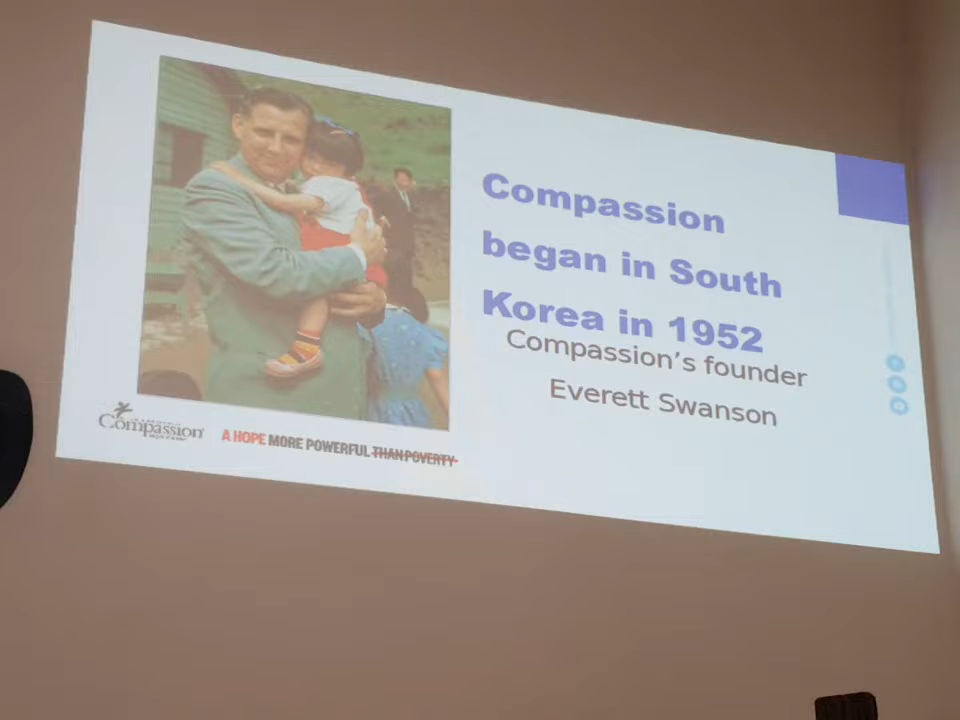 Compassion
began in South
Korea in 1952
Compassion's founder
Everett Swanson
Compassion
A HOPE MORE POWERFUL THAN POVERTY